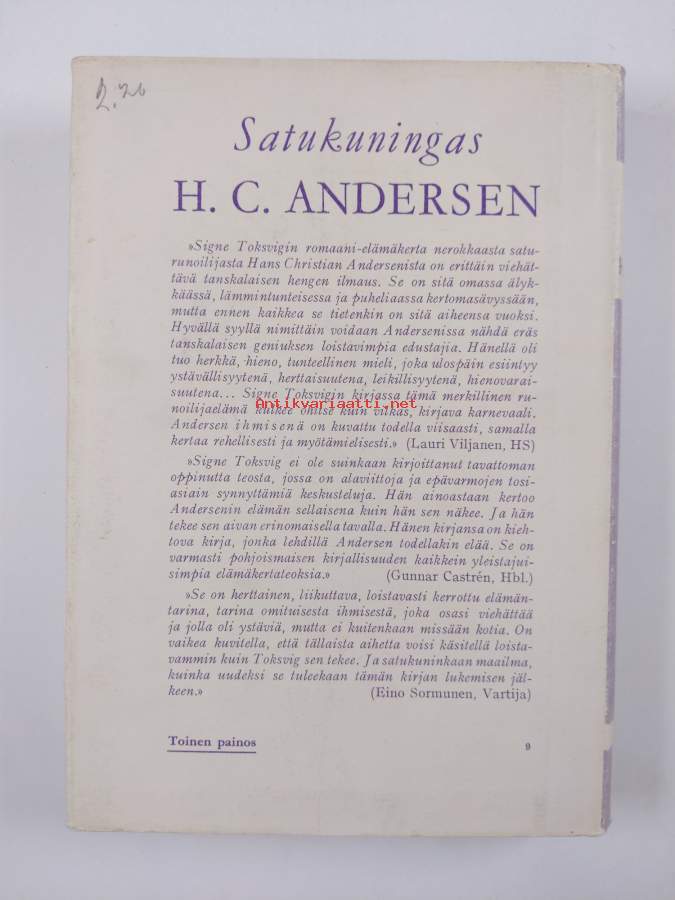 2.20
Satukuningas
H. C. ANDERSEN
»Signe Toksvigin romaani-elämäkerta nerokkaasta satu-
runoilijasta Hans Christian Andersenista on erittäin viehät-
tävä tanskalaisen hengen ilmaus. Se on sitä omassa älyk-
käässä, lämmintunteisessa ja puheliaassa kertomasävyssään,
mutta ennen kaikkea se tietenkin on sitä aiheensa vuoksi.
Hyvällä syyllä nimittäin voidaan Andersenissa nähdä eräs
tanskalaisen geniuksen loistavimpia edustajia. Hänellä oli
tuo herkkä, hieno, tunteellinen mieli, joka ulospäin esiintyy
ystävällisyytenä, herttaisuutena, leikillisyytenä, hienovarai-
suutena... Signe Toksvigin kirjassa tämä merkillinen ru-
Antikvariaatti.net
noilijaelämä kulkee ohitse kuin vilkas, kirjava karnevaali.
Andersen ihmisenä on kuvattu todella viisaasti, samalla
kertaa rehellisesti ja myötämielisesti.» (Lauri Viljanen, HS)
»Signe Toksvig ei ole suinkaan kirjoittanut tavattoman
oppinutta teosta, jossa on alaviittoja ja epävarmojen tosi-
asiain synnyttämiä keskusteluja. Hän ainoastaan kertoo
Andersenin elämän sellaisena kuin hän sen näkee. Ja hän
tekee sen aivan erinomaisella tavalla. Hänen kirjansa on kieh-
tova kirja, jonka lehdillä Andersen todellakin elää. Se on
varmasti pohjoismaisen kirjallisuuden kaikkein yleistajui-
simpia elämäkertateoksia.» (Gunnar Castrén, Hbl.)
»Se on herttainen, liikuttava, loistavasti kerrottu elämän-
tarina, tarina omituisesta ihmisestä, joka osasi viehättää
ja jolla oli ystäviä, mutta ei kuitenkaan missään kotia. On
vaikea kuvitella, että tällaista aihetta voisi käsitellä loista-
vammin kuin Toksvig sen tekee. Ja satukuninkaan maailma,
kuinka uudeksi se tuleekaan tämän kirjan lukemisen jäl-
keen.» (Eino Sormunen, Vartija)
Toinen painos 9